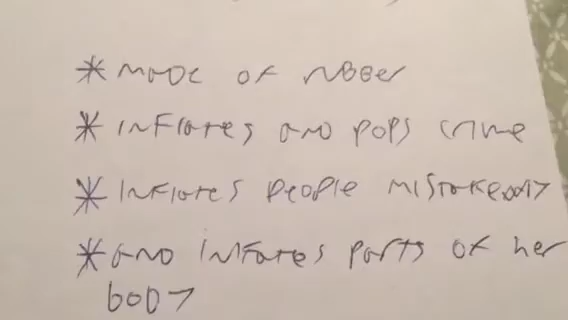 * made of rubber
* inflates and pops crime
* inflates people mistakenly
* and inflates parts of her
body